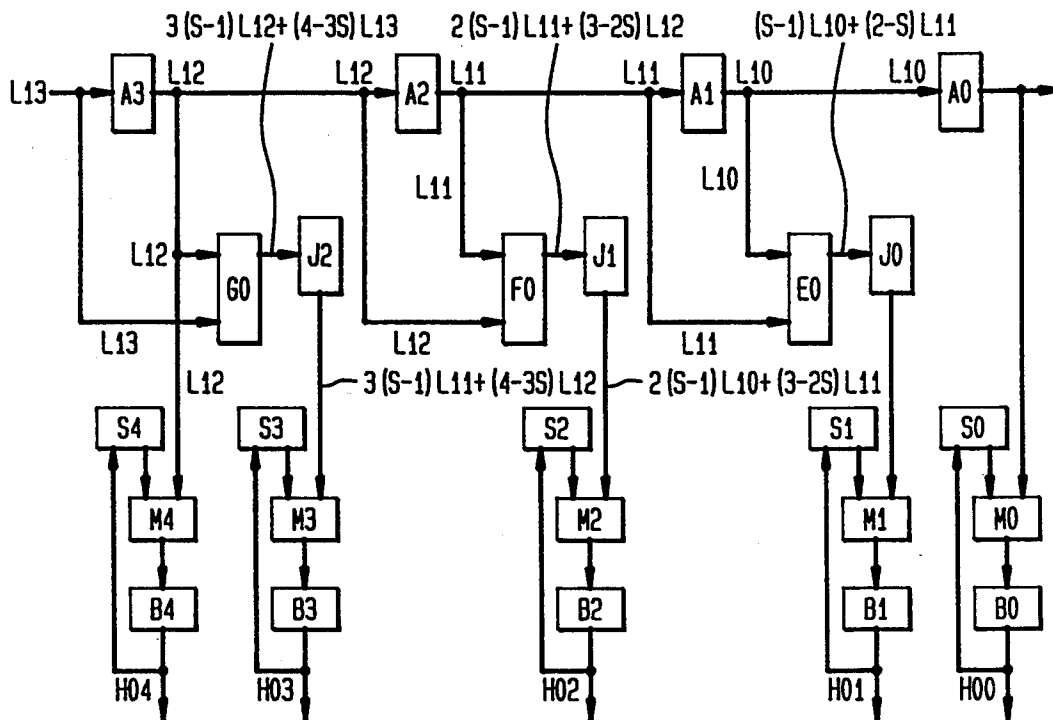 3 (S-1) L12+ (4-3S) L13 2 (S-1) L11+ (3-2S) L12 (S-1) L10+ (2-S) L11
L13 A3 L12 L12 A2 L11 L11 A1 L10 L10 A0
L11 L10
L12 G0 J2 F0 J1 E0 J0
L13 L12 L11
L12 3 (S-1) L11+ (4-3S) L12 2 (S-1) L10+ (3-2S) L11
S4 S3 S2 S1 S0
M4 M3 M2 M1 M0
B4 B3 B2 B1 B0
H04 H03 H02 H01 H00